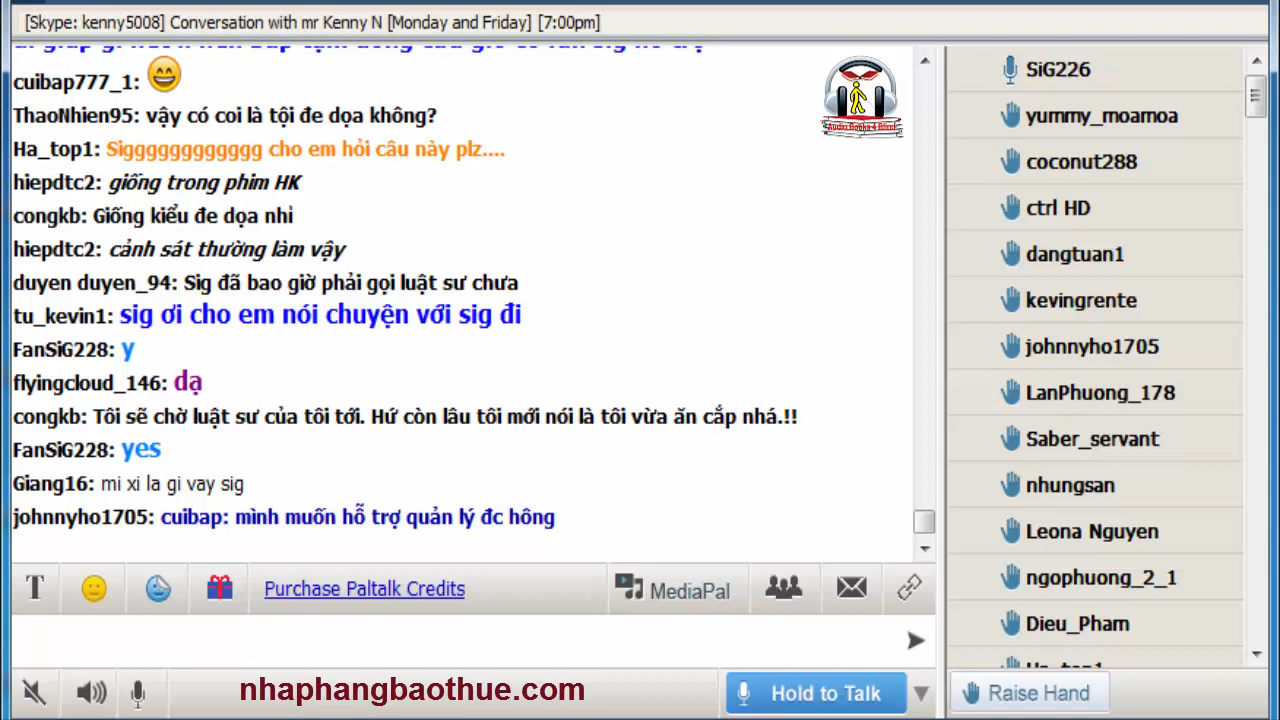 [Skype: kenny5008] Conversation with mr Kenny N [Monday and Friday] [7:00pm]
cuibap777_1:
ThaoNhien95: vậy có coi là tội đe dọa không?
Ha_top1: Sigggggggggggg cho em hỏi câu này plz....
hiepdtc2: giống trong phim HK
congkb: Giống kiểu đe dọa nhỉ
hiepdtc2: cảnh sát thường làm vậy
duyen duyen_94: Sig đã bao giờ phải gọi luật sư chưa
tu_kevin1: sig ơi cho em nói chuyện với sig đi
FanSiG228: y
flyingcloud_146: dạ
congkb: Tôi sẽ chờ luật sư của tôi tới. Hứ còn lâu tôi mới nói là tôi vừa ăn cắp nhá.!!
FanSiG228: yes
Giang16: mi xi la gi vay sig
johnnyho1705: cuibap: mình muốn hỗ trợ quản lý đc hông
Audio Books 4 Blind
Purchase Paltalk Credits
MediaPal
nhaphangbaothue.com
Hold to Talk
SiG226
yummy_moamoa
coconut288
ctrl HD
dangtuan1
kevingrente
johnnyho1705
LanPhuong_178
Saber_servant
nhungsan
Leona Nguyen
ngophuong_2_1
Dieu_Pham
Ha_top1
Raise Hand